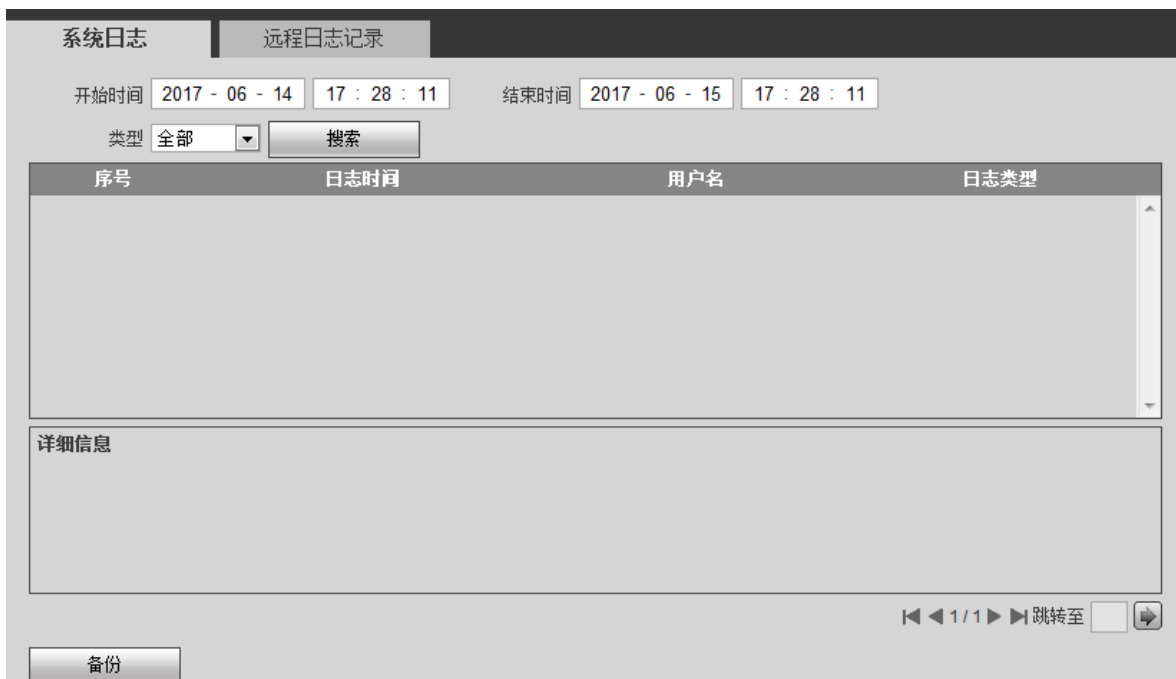 系统日志 远程日志记录
开始时间 2017 - 06 - 14 17 : 28 : 11 结束时间 2017 - 06 - 15 17 : 28 : 11
类型 全部 搜索
序号 日志时间 用户名 日志类型
详细信息
1 / 1 跳转至
备份